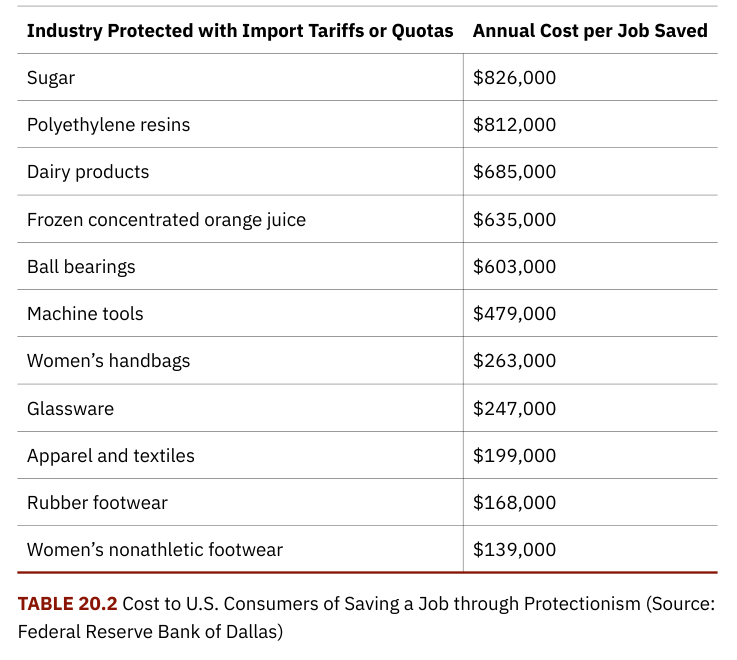 Industry Protected with Import Tariffs or Quotas Annual Cost per Job Saved
Sugar $826,000
Polyethylene resins $812,000
Dairy products $685,000
Frozen concentrated orange juice $635,000
Ball bearings $603,000
Machine tools $479,000
Women’s handbags $263,000
Glassware $247,000
Apparel and textiles $199,000
Rubber footwear $168,000
Women’s nonathletic footwear $139,000
TABLE 20.2 Cost to U.S. Consumers of Saving a Job through Protectionism (Source:
Federal Reserve Bank of Dallas)